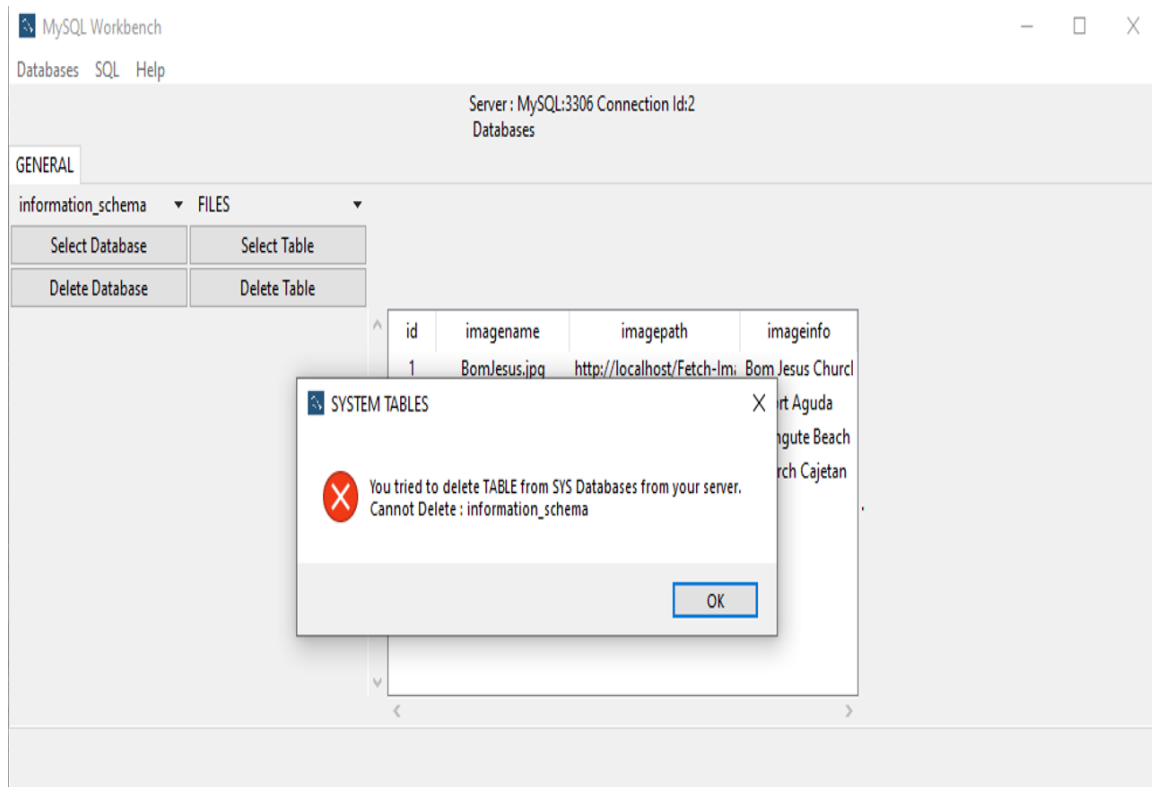 MySQL Workbench
Databases SQL Help
Server : MySQL:3306 Connection Id:2
Databases
GENERAL
information_schema FILES
Select Database Select Table
Delete Database Delete Table
id imagename imagepath imageinfo
1 BomJesus.jpg http://localhost/Fetch-Im Bom Jesus Churcl
SYSTEM TABLES
rt Aguda
ngute Beach
rch Cajetan
You tried to delete TABLE from SYS Databases from your server.
Cannot Delete : information_schema
OK